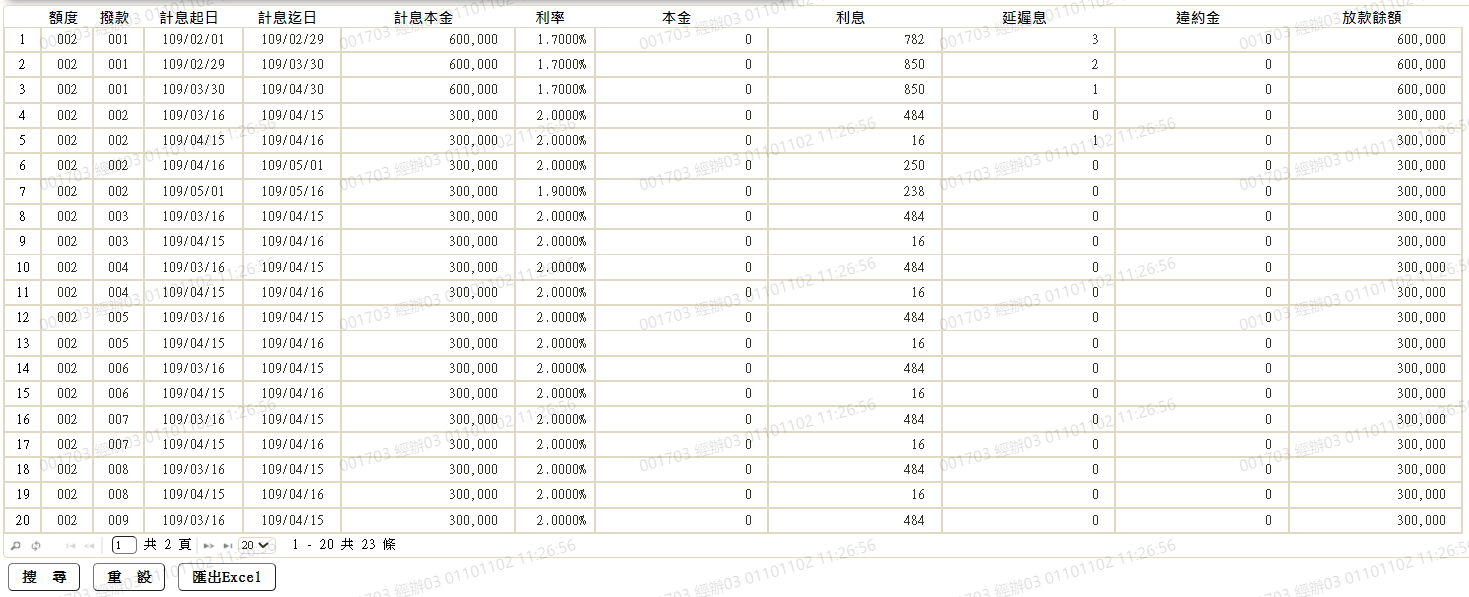 額度 撥款 計息起日 計息迄日 計息本金 利率 本金 利息 延遲息 違約金 放款餘額
1 002 001 109/02/01 109/02/29 600,000 1.7000% 0 782 3 0 600,000
2 002 001 109/02/29 109/03/30 600,000 1.7000% 0 850 2 0 600,000
3 002 001 109/03/30 109/04/30 600,000 1.7000% 0 850 1 0 600,000
4 002 002 109/03/16 109/04/15 300,000 2.0000% 0 484 0 0 300,000
5 002 002 109/04/15 109/04/16 300,000 2.0000% 0 16 1 0 300,000
6 002 002 109/04/16 109/05/01 300,000 2.0000% 0 250 0 0 300,000
7 002 002 109/05/01 109/05/16 300,000 1.9000% 0 238 0 0 300,000
8 002 003 109/03/16 109/04/15 300,000 2.0000% 0 484 0 0 300,000
9 002 003 109/04/15 109/04/16 300,000 2.0000% 0 16 0 0 300,000
10 002 004 109/03/16 109/04/15 300,000 2.0000% 0 484 0 0 300,000
11 002 004 109/04/15 109/04/16 300,000 2.0000% 0 16 0 0 300,000
12 002 005 109/03/16 109/04/15 300,000 2.0000% 0 484 0 0 300,000
13 002 005 109/04/15 109/04/16 300,000 2.0000% 0 16 0 0 300,000
14 002 006 109/03/16 109/04/15 300,000 2.0000% 0 484 0 0 300,000
15 002 006 109/04/15 109/04/16 300,000 2.0000% 0 16 0 0 300,000
16 002 007 109/03/16 109/04/15 300,000 2.0000% 0 484 0 0 300,000
17 002 007 109/04/15 109/04/16 300,000 2.0000% 0 16 0 0 300,000
18 002 008 109/03/16 109/04/15 300,000 2.0000% 0 484 0 0 300,000
19 002 008 109/04/15 109/04/16 300,000 2.0000% 0 16 0 0 300,000
20 002 009 109/03/16 109/04/15 300,000 2.0000% 0 484 0 0 300,000
1 共 2 頁 20 1 - 20 共 23 條
搜 尋 重 設 匯出Excel
001703 經辦03 01101102 11:26:56